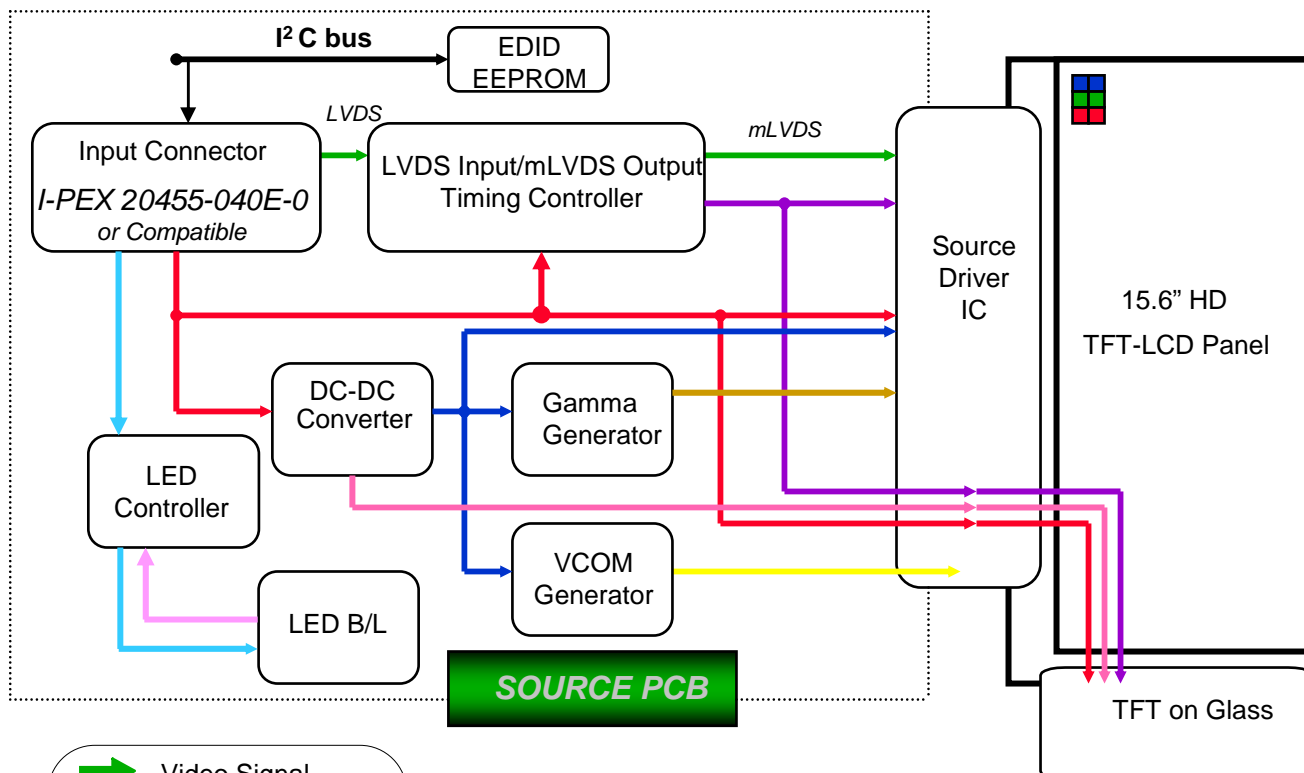 I² C bus
EDID
EEPROM
LVDS
mLVDS
Input Connector
I-PEX 20455-040E-0
or Compatible
LVDS Input/mLVDS Output
Timing Controller
Source
Driver
IC
15.6” HD
TFT-LCD Panel
DC-DC
Converter
Gamma
Generator
LED
Controller
VCOM
Generator
LED B/L
SOURCE PCB
TFT on Glass
Video Signal